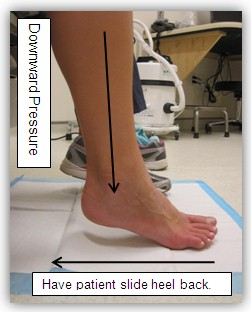 Downward Pressure
Have patient slide heel back.